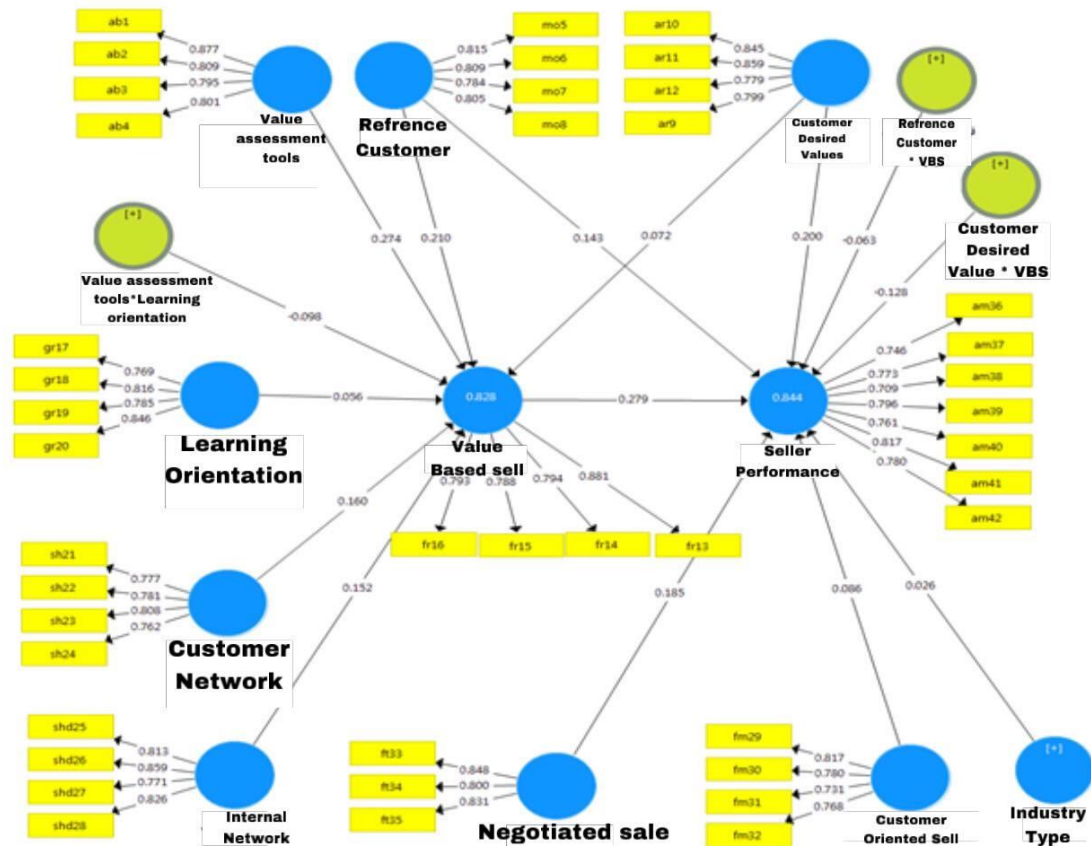 ab1
ab2
ab3
ab4
0.877
0.809
0.795
0.801
Value
assessment
tools
Refrence
Customer
0.815
0.809
0.784
0.805
mo5
mo6
mo7
mo8
ar10
ar11
ar12
ar9
0.845
0.859
0.779
0.799
Customer
Desired
Values
[+]
Refrence
Customer
* VBS
[+]
Customer
Desired
Value * VBS
[+]
Value assessment
tools*Learning
orientation
0.274
0.210
0.143
0.072
0.200
-0.063
-0.128
-0.098
gr17
gr18
gr19
gr20
0.769
0.816
0.785
0.846
Learning
Orientation
0.056
0.828
Value
Based sell
0.279
0.844
Seller
Performance
0.746
0.773
0.709
0.796
0.761
0.817
0.780
am36
am37
am38
am39
am40
am41
am42
0.793
0.788
0.794
0.881
fr16
fr15
fr14
fr13
0.160
0.152
0.185
0.086
0.026
sh21
sh22
sh23
sh24
0.777
0.781
0.808
0.762
Customer
Network
shd25
shd26
shd27
shd28
0.813
0.859
0.771
0.826
Internal
Network
ft33
ft34
ft35
0.848
0.800
0.831
Negotiated sale
fm29
fm30
fm31
fm32
0.817
0.780
0.731
0.768
Customer
Oriented Sell
[+]
Industry
Type